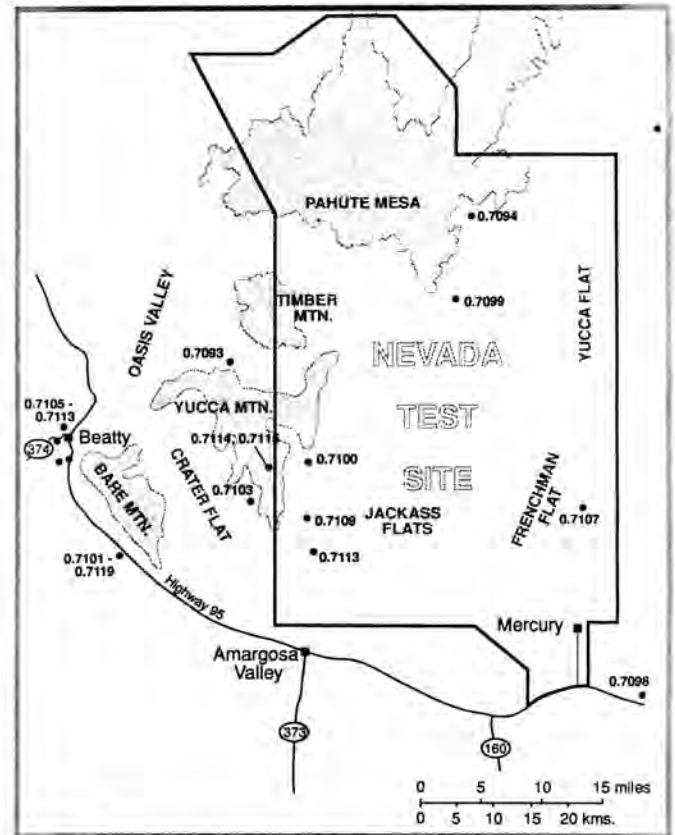 PAHUTE MESA
0.7094
OASIS VALLEY
TIMBER
MTN.
0.7099
YUCCA FLAT
0.7093
NEVADA
TEST
SITE
YUCCA MTN.
0.7105 -
0.7113
374
Beatty
BARE MTN.
CRATER FLAT
0.7114, 0.7115
0.7100
0.7103
0.7109
JACKASS
FLATS
FRENCHMAN
FLAT
0.7107
0.7113
0.7101 -
0.7119
Highway 95
Mercury
Amargosa
Valley
0.7098
373
160
0 5 10 15 miles
0 5 10 15 20 kms.